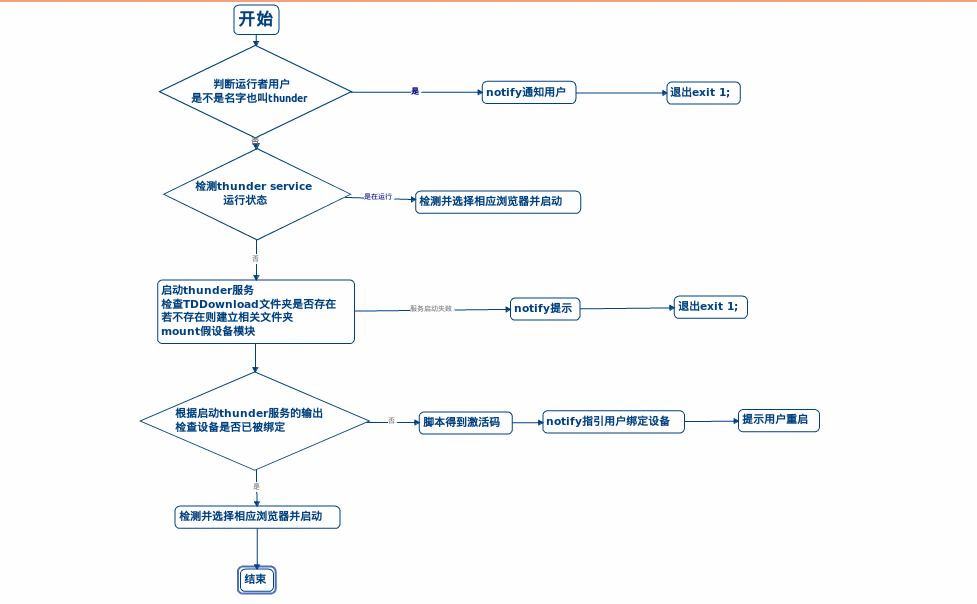 开始
判断运行者用户
是不是名字也叫thunder
是
notify通知用户
退出exit 1;
否
检测thunder service
运行状态
是在运行
检测并选择相应浏览器并启动
否
启动thunder服务
检查TDDownload文件夹是否存在
若不存在则建立相关文件夹
mount假设备模块
服务启动失败
notify提示
退出exit 1;
根据启动thunder服务的输出
检查设备是否已被绑定
否
脚本得到激活码
notify指引用户绑定设备
提示用户重启
是
检测并选择相应浏览器并启动
结束